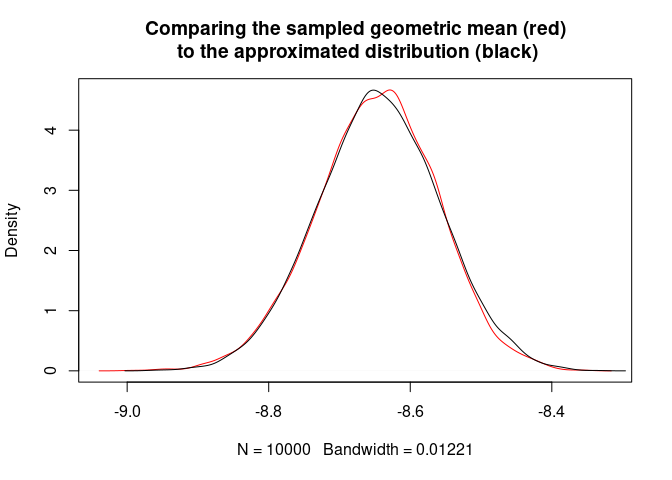 Comparing the sampled geometric mean (red)
to the approximated distribution (black)
Density
4
3
2
1
0
-9.0 -8.8 -8.6 -8.4
N = 10000 Bandwidth = 0.01221